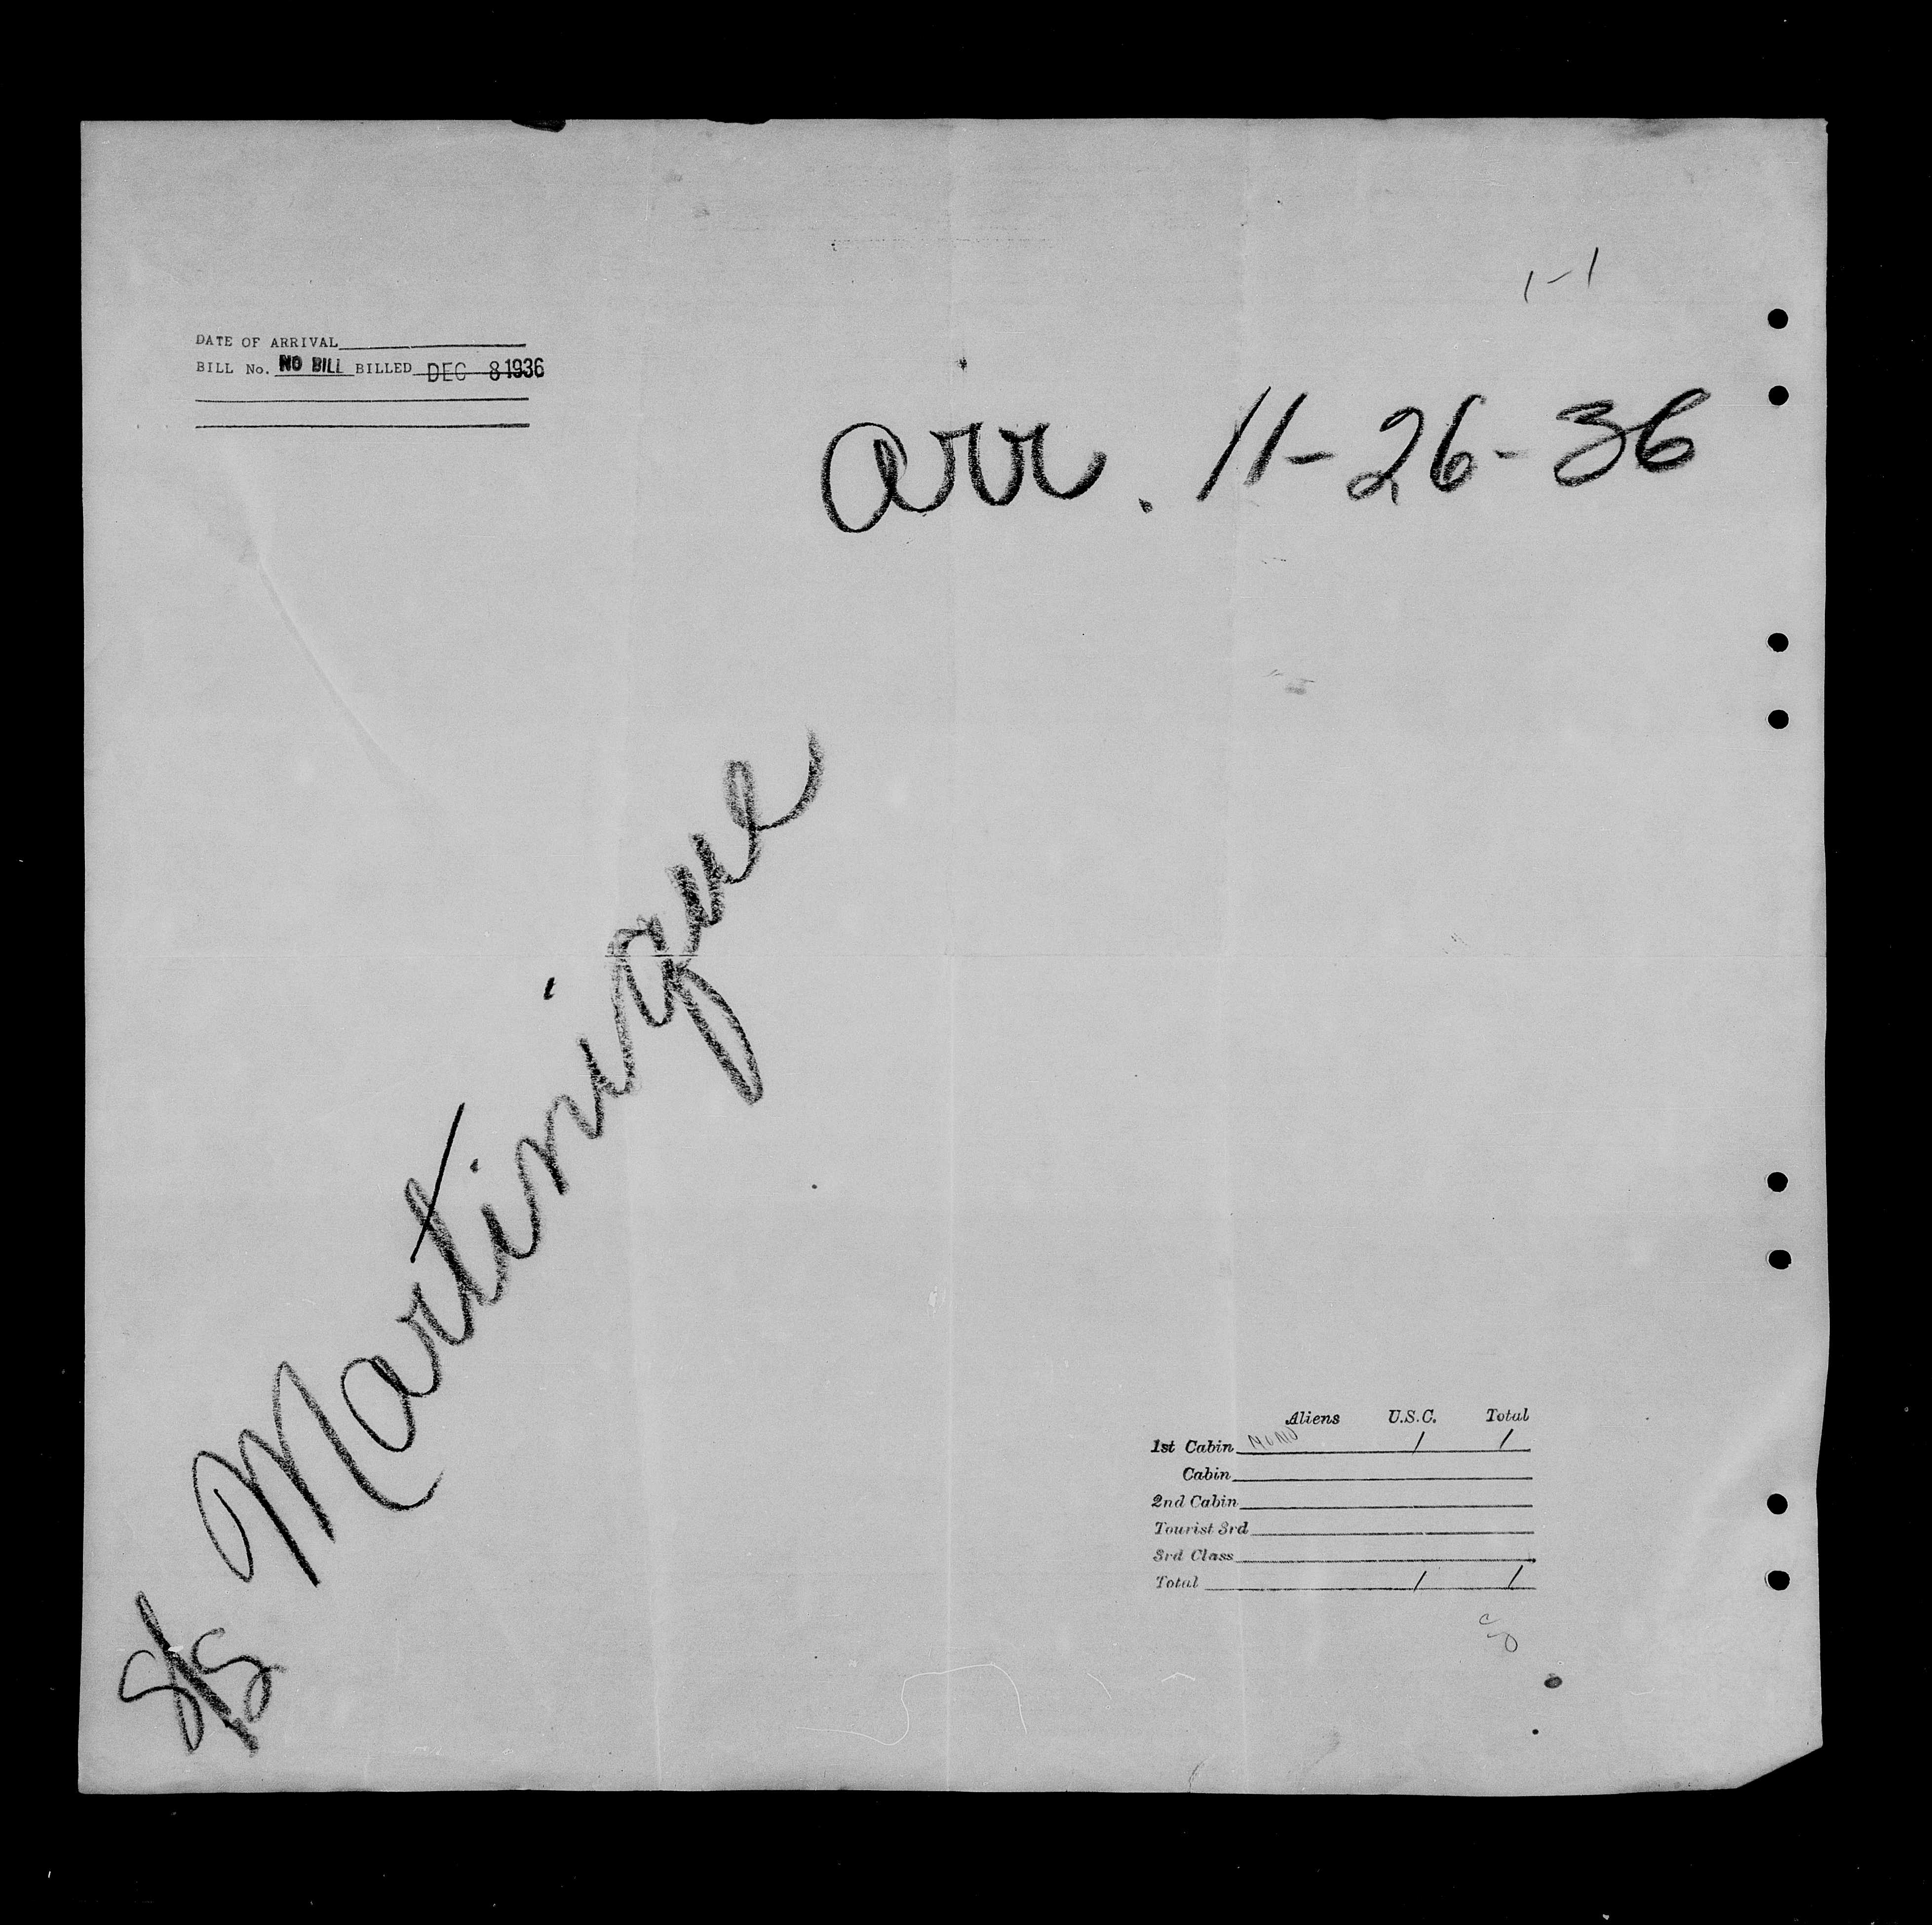 1-1
DATE OF ARRIVAL
BILL No. NO BILL BILLED DEC 8 1936
arr. 11-26-36
S/S Martinique
Aliens U.S.C. Total
1st Cabin none 1 1
Cabin
2nd Cabin
Tourist 3rd
3rd Class
Total 1 1